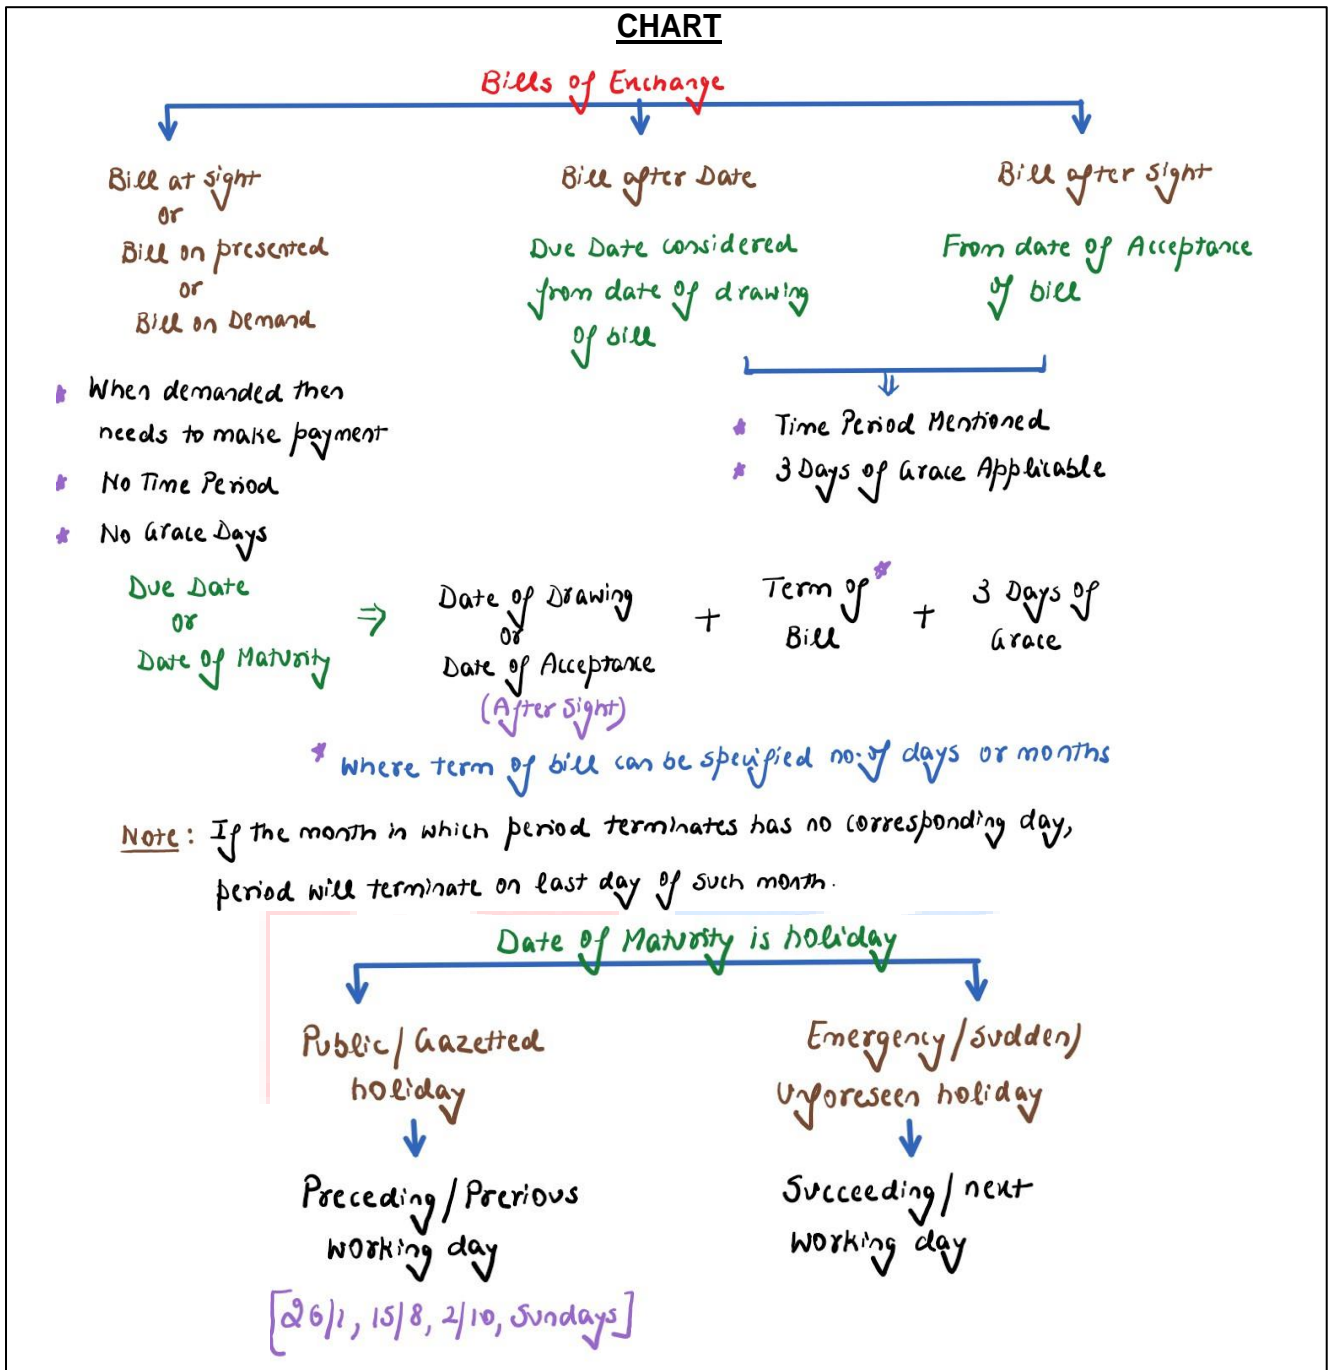 CHART
Bills of Exchange
Bill at sight
or
Bill on presented
or
Bill on Demand
Bill after Date
Due Date considered
from date of drawing
of bill
Bill after Sight
From date of Acceptance
of bill
* When demanded then
needs to make payment
* No Time Period
* No Grace Days
* Time Period Mentioned
* 3 Days of Grace Applicable
Due Date
or
Date of Maturity
⇒
Date of Drawing
or
Date of Acceptance
(After Sight)
+
Term of *
Bill
+
3 Days of
Grace
* Where term of bill can be specified no. of days or months
Note: If the month in which period terminates has no corresponding day,
period will terminate on last day of such month.
Date of Maturity is holiday
Public/Gazetted
holiday
Preceding/Previous
working day
[26/1, 15/8, 2/10, Sundays]
Emergency/Sudden/
Unforeseen holiday
Succeeding/next
working day